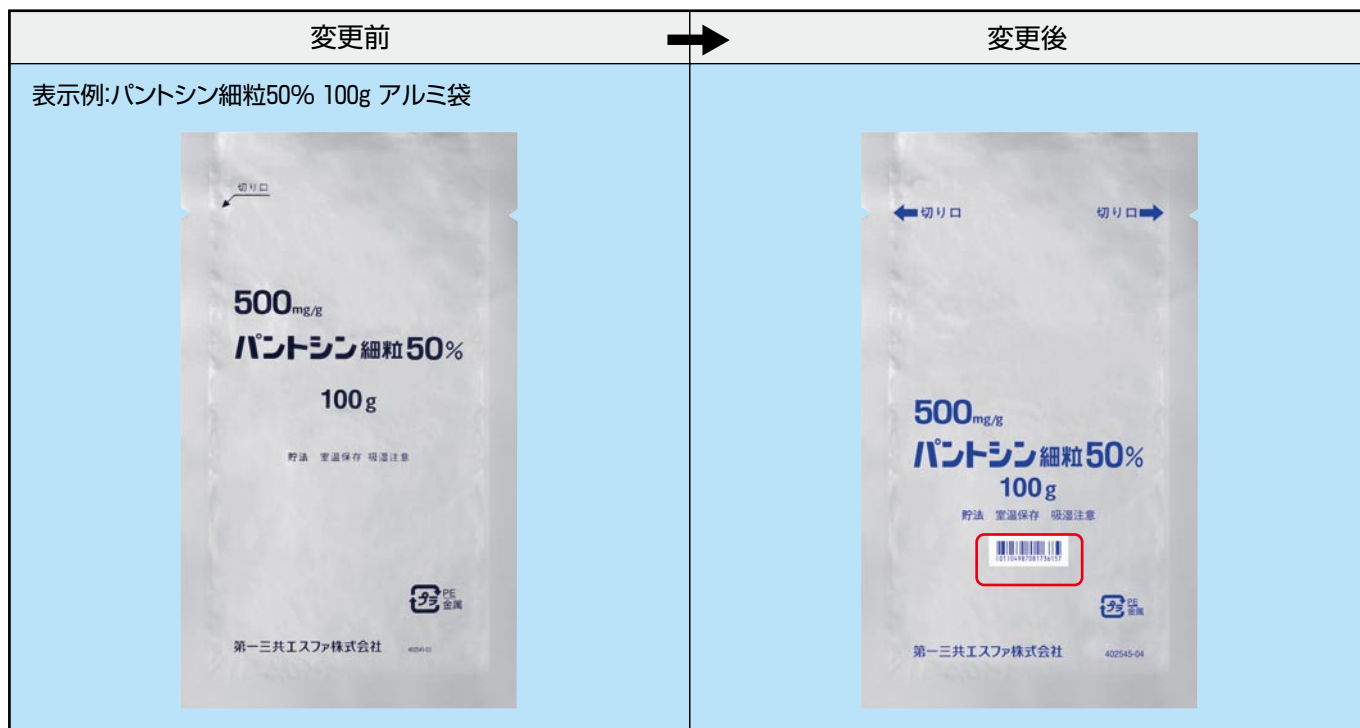 変更前
変更後
表示例:パントシン細粒50% 100g アルミ袋
切り口
500mg/g
パントシン細粒50%
100g
貯法 室温保存 吸湿注意
プラ
PE
金属
第一三共エスファ株式会社
切り口 切り口
500mg/g
パントシン細粒50%
100g
貯法 室温保存 吸湿注意
プラ
PE
金属
第一三共エスファ株式会社 402545-04